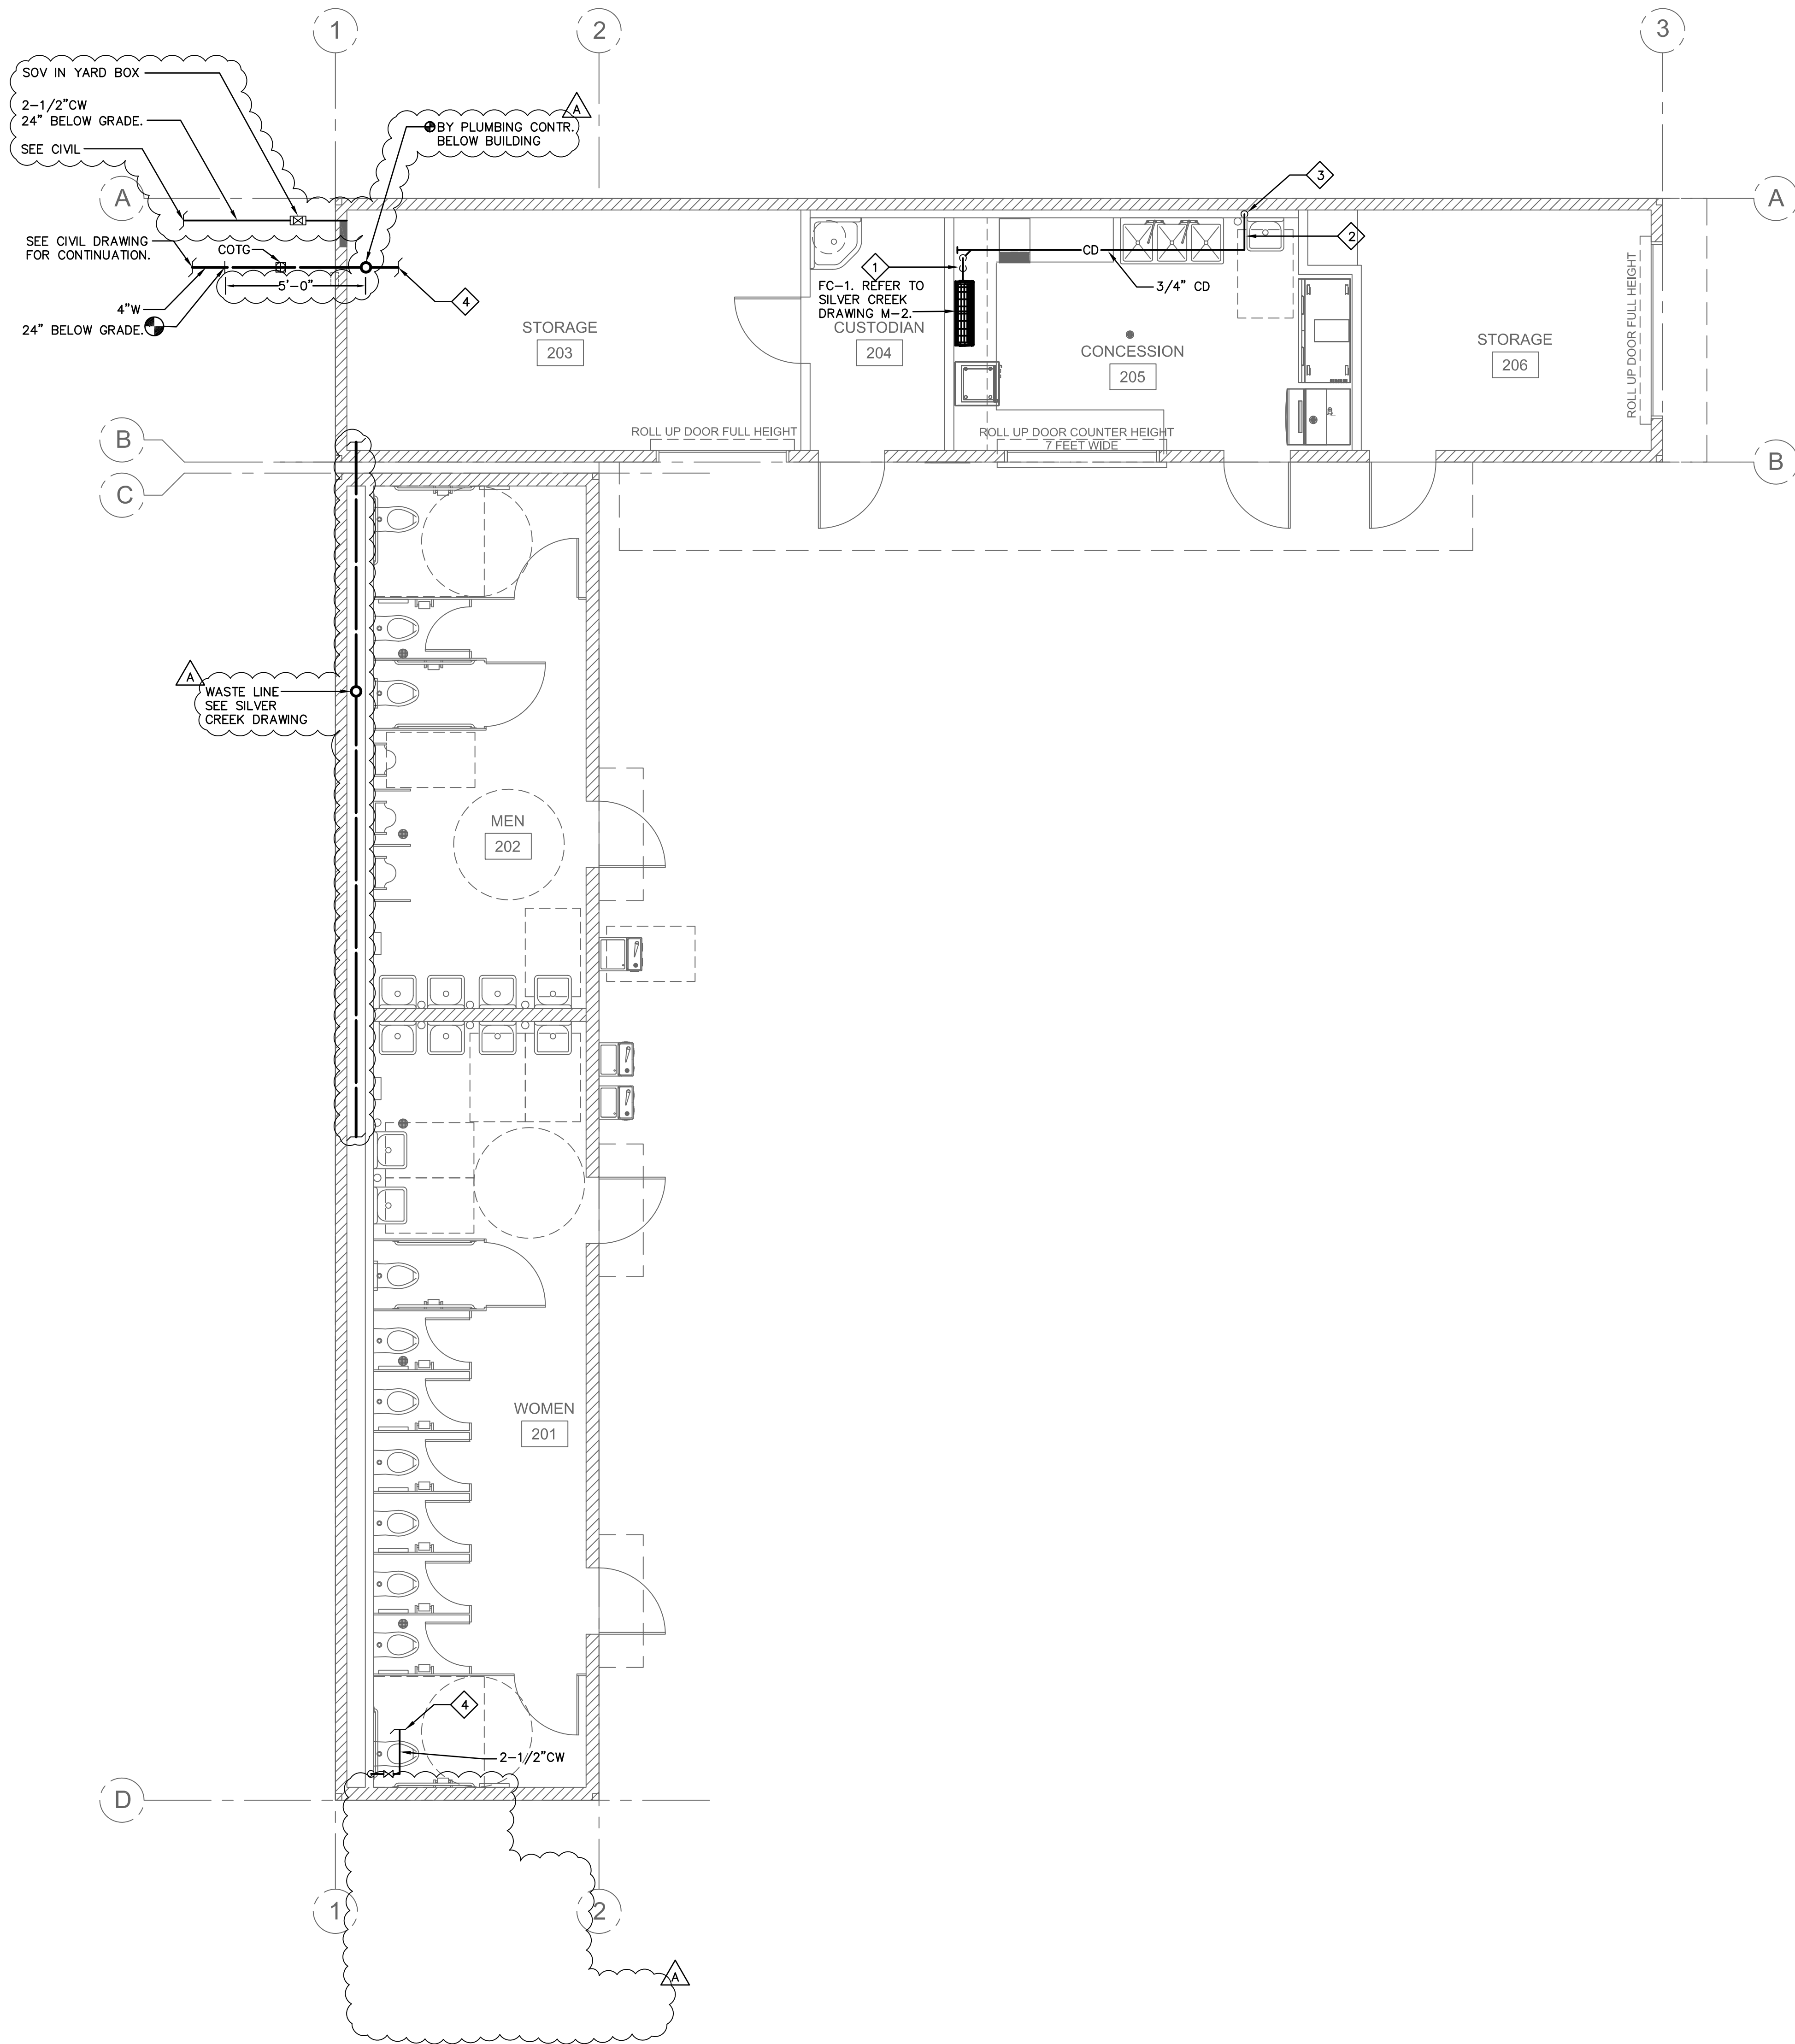 1
2
3
SOV IN YARD BOX
2-1/2"CW
24" BELOW GRADE.
SEE CIVIL
A
BY PLUMBING CONTR.
BELOW BUILDING
A
A
3
SEE CIVIL DRAWING
FOR CONTINUATION.
COTG
5'-0"
4"W
24" BELOW GRADE.
4
CD
2
1
3/4" CD
FC-1. REFER TO
SILVER CREEK
DRAWING M-2.
STORAGE
203
CUSTODIAN
204
CONCESSION
205
STORAGE
206
ROLL UP DOOR FULL HEIGHT
ROLL UP DOOR FULL HEIGHT
ROLL UP DOOR COUNTER HEIGHT
7 FEET WIDE
B
B
C
A
WASTE LINE
SEE SILVER
CREEK DRAWING
MEN
202
WOMEN
201
4
2-1/2"CW
D
1
2
A